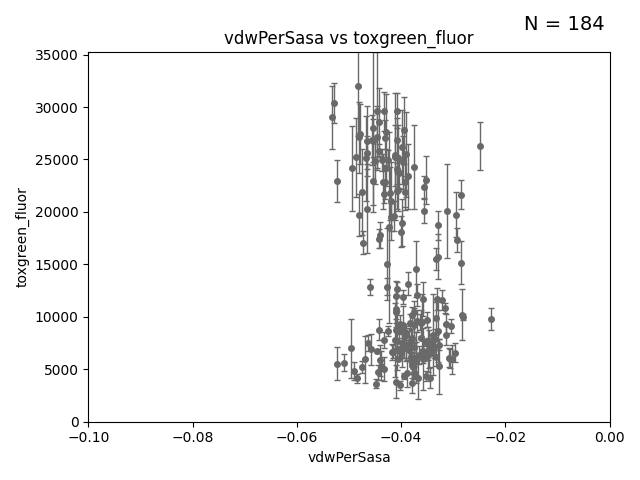 N = 184
vdwPerSasa vs toxgreen_fluor
35000
30000
25000
20000
15000
10000
5000
0
toxgreen_fluor
−0.10 −0.08 −0.06 −0.04 −0.02 0.00
vdwPerSasa